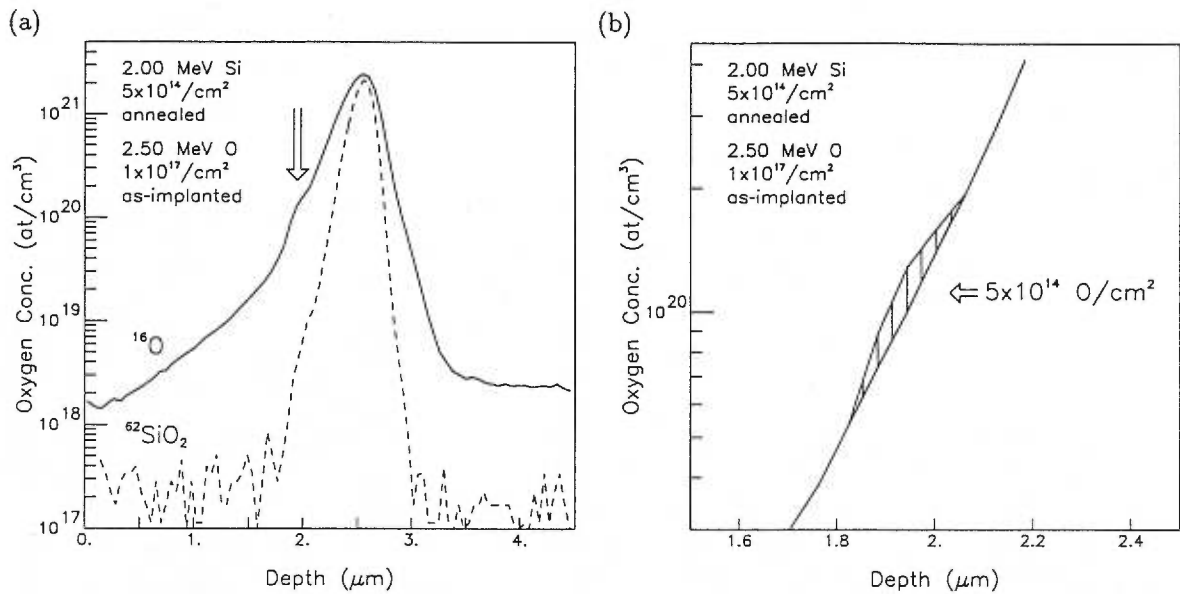 (a)
2.00 MeV Si
5x10¹⁴/cm²
annealed
2.50 MeV O
1x10¹⁷/cm²
as-implanted
Oxygen Conc. (at/cm³)
10²¹
10²⁰
10¹⁹
10¹⁸
10¹⁷
¹⁶O
⁶²SiO₂
0. 1. 2. 3. 4.
Depth (μm)
(b)
2.00 MeV Si
5x10¹⁴/cm²
annealed
2.50 MeV O
1x10¹⁷/cm²
as-implanted
Oxygen Conc. (at/cm³)
10²⁰
⇐5x10¹⁴ O/cm²
1.6 1.8 2. 2.2 2.4
Depth (μm)